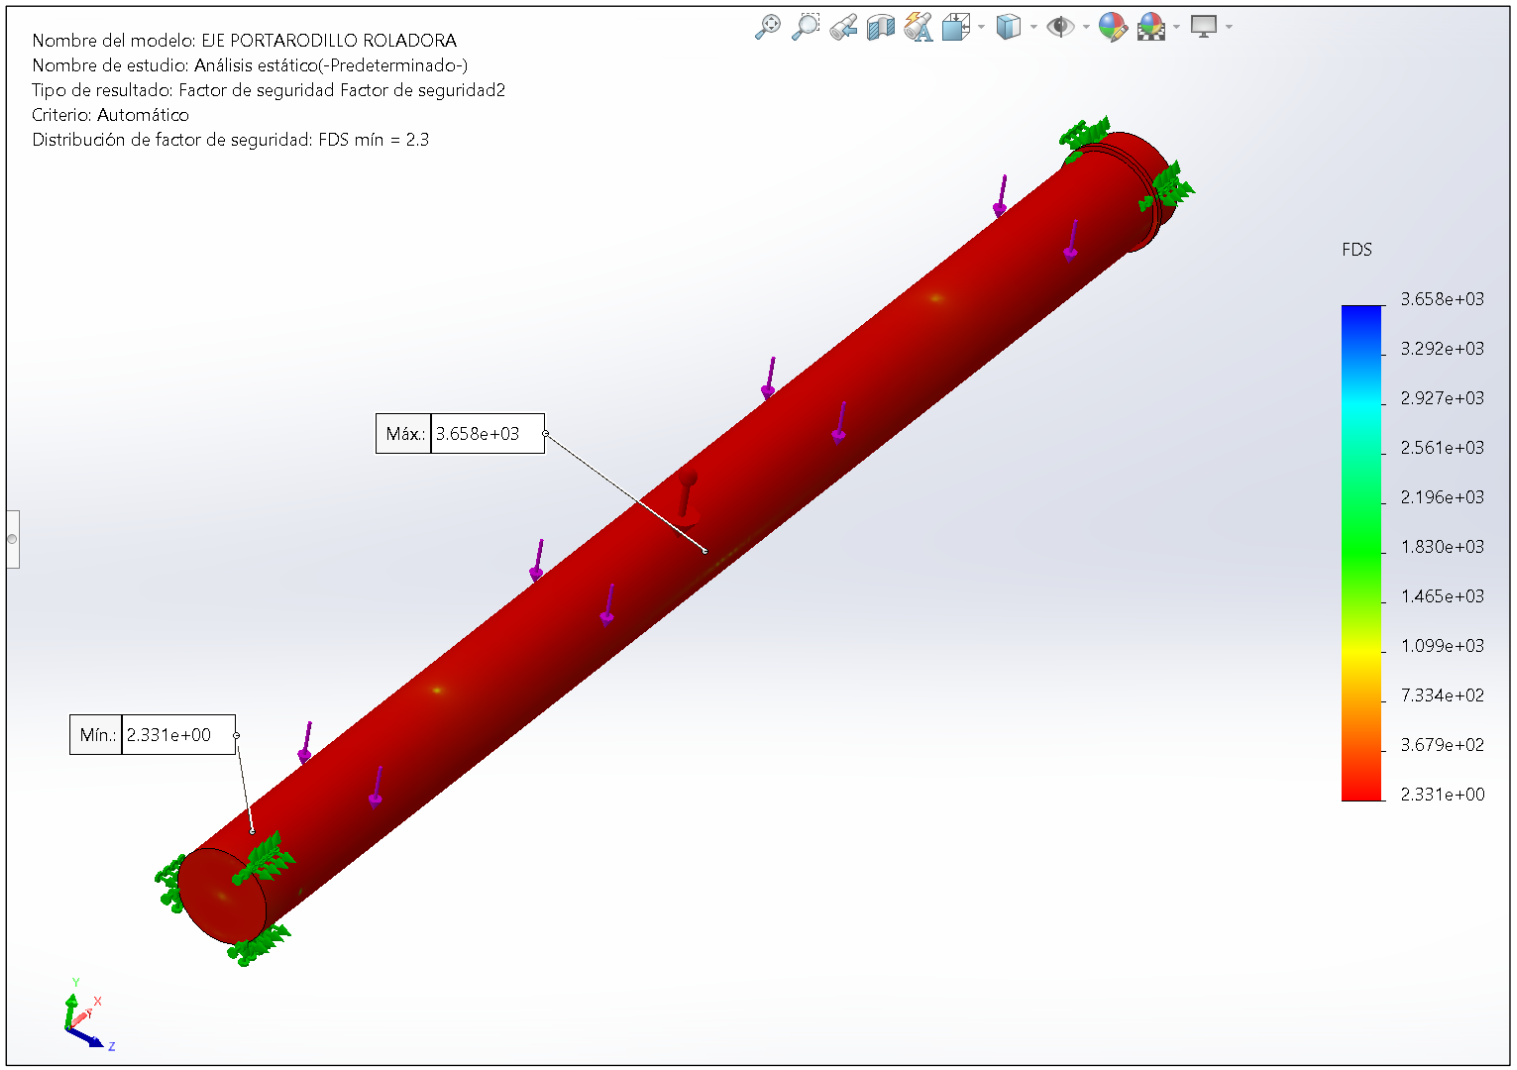 Nombre del modelo: EJE PORTARODILLO ROLADORA
Nombre de estudio: Análisis estático(-Predeterminado-)
Tipo de resultado: Factor de seguridad Factor de seguridad2
Criterio: Automático
Distribución de factor de seguridad: FDS mín = 2.3
FDS
3.658e+03
3.292e+03
2.927e+03
2.561e+03
2.196e+03
1.830e+03
1.465e+03
1.099e+03
7.334e+02
3.679e+02
2.331e+00
Máx.: 3.658e+03
Mín.: 2.331e+00
Y
X
Z